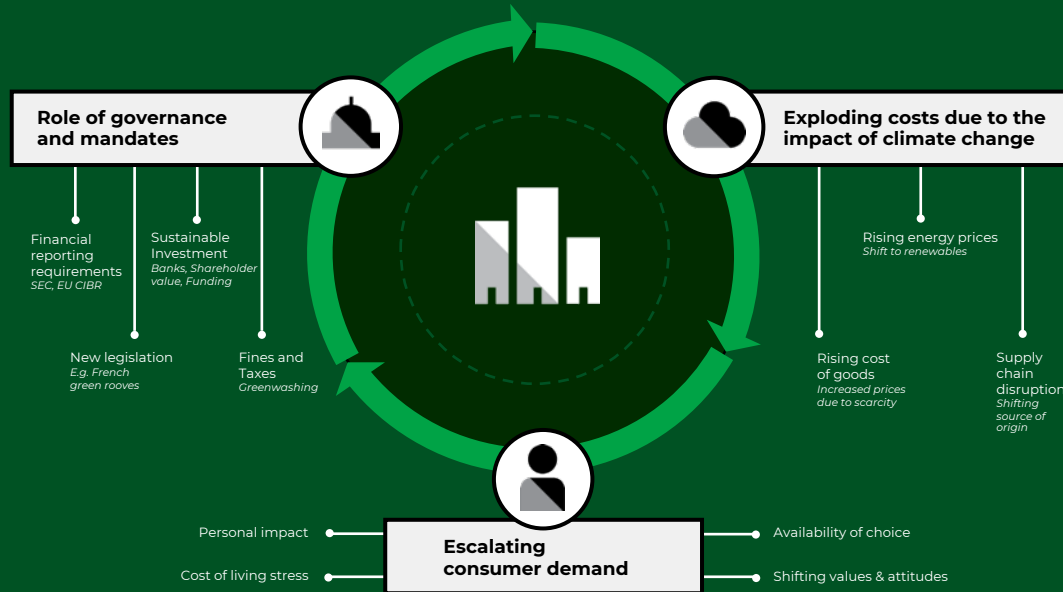 Role of governance
and mandates
Exploding costs due to the
impact of climate change
Financial
reporting
requirements
SEC, EU CIBR
Sustainable
Investment
Banks, Shareholder
value, Funding
New legislation
E.g. French
green rooves
Fines and
Taxes
Greenwashing
Rising energy prices
Shift to renewables
Rising cost
of goods
Increased prices
due to scarcity
Supply
chain
disruption
Shifting
source of
origin
Escalating
consumer demand
Personal impact
Cost of living stress
Availability of choice
Shifting values & attitudes